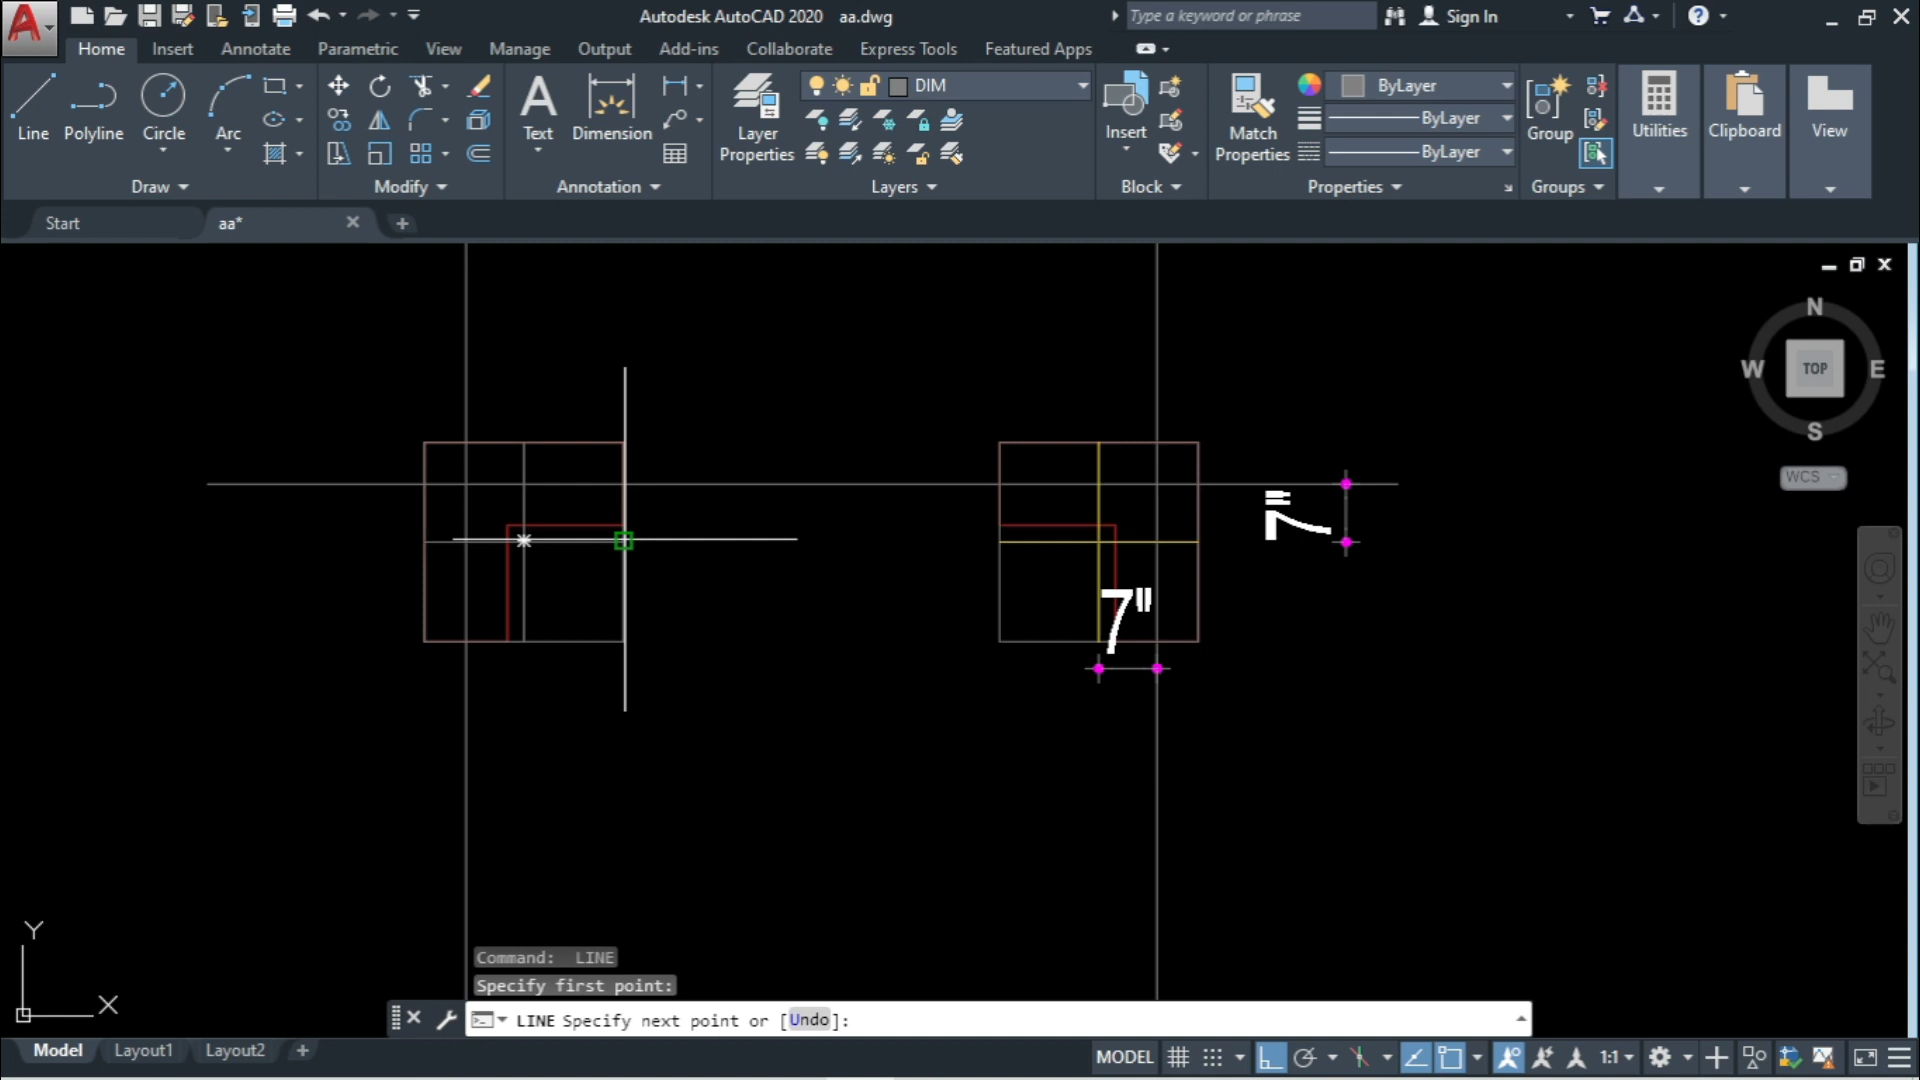 Autodesk AutoCAD 2020 aa.dwg
Type a keyword or phrase
Sign In
Home Insert Annotate Parametric View Manage Output Add-ins Collaborate Express Tools Featured Apps
Line Polyline Circle Arc
Draw
Modify
Text Dimension
Annotation
Layer Properties
DIM
Layers
Insert
Block
Match Properties
ByLayer
ByLayer
ByLayer
Properties
Group
Groups
Utilities
Clipboard
View
Start
aa*
N
W TOP E
S
WCS
7"
7"
Y
X
Command: LINE
Specify first point:
LINE Specify next point or [Undo]:
Model Layout1 Layout2
MODEL
1:1